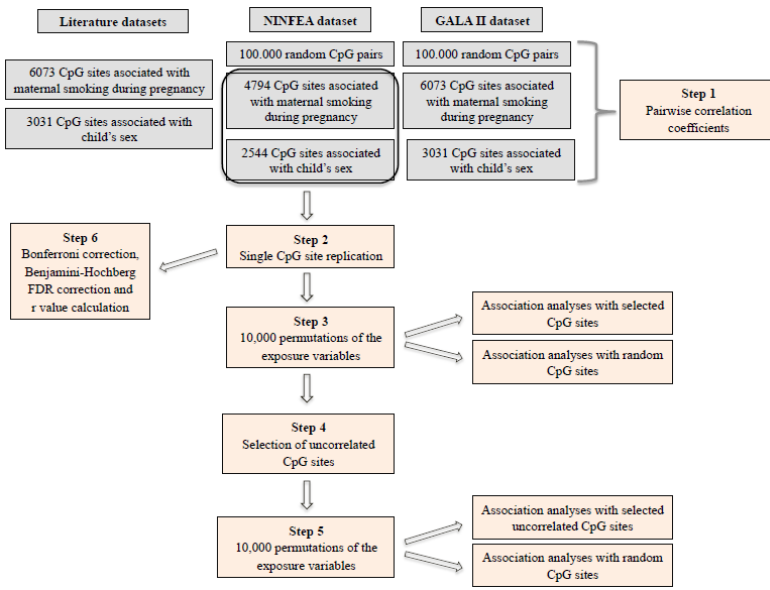 Literature datasets
6073 CpG sites asociated with
maternal smoking during pregnancy
3031 CpG sites associated with
child's sex
NINFEA dataset
100.000 random CpG pairs
4794 CpG sites asociated
with maternal smoking
during pregnancy
2544 CpG sites associated
with child's sex
GALA II dataset
100.000 random CpG pairs
6073 CpG sites asociated
with maternal smoking
during pregnancy
3031 CpG sites associated
with child's sex
Step 1
Pairwise correlation
coefficients
Step 2
Single CpG site replication
Step 6
Bonferroni correction,
Benjamini-Hochberg
FDR correction and
r value calculation
Step 3
10,000 permutations of the
exposure variables
Association analyses with selected
CpG sites
Association analyses with random
CpG sites
Step 4
Selection of uncorrelated
CpG sites
Step 5
10,000 permutations of the
exposure variables
Association analyses with selected
uncorrelated CpG sites
Association analyses with random
CpG sites